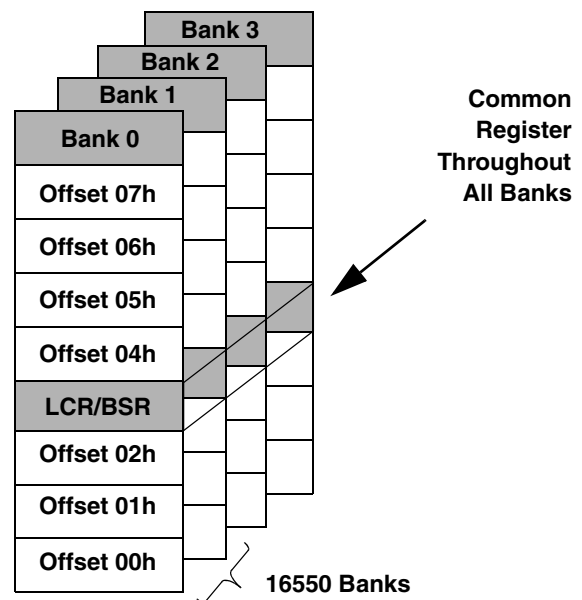 Bank 3
Bank 2
Bank 1
Bank 0
Common
Register
Throughout
All Banks
Offset 07h
Offset 06h
Offset 05h
Offset 04h
LCR/BSR
Offset 02h
Offset 01h
Offset 00h
16550 Banks